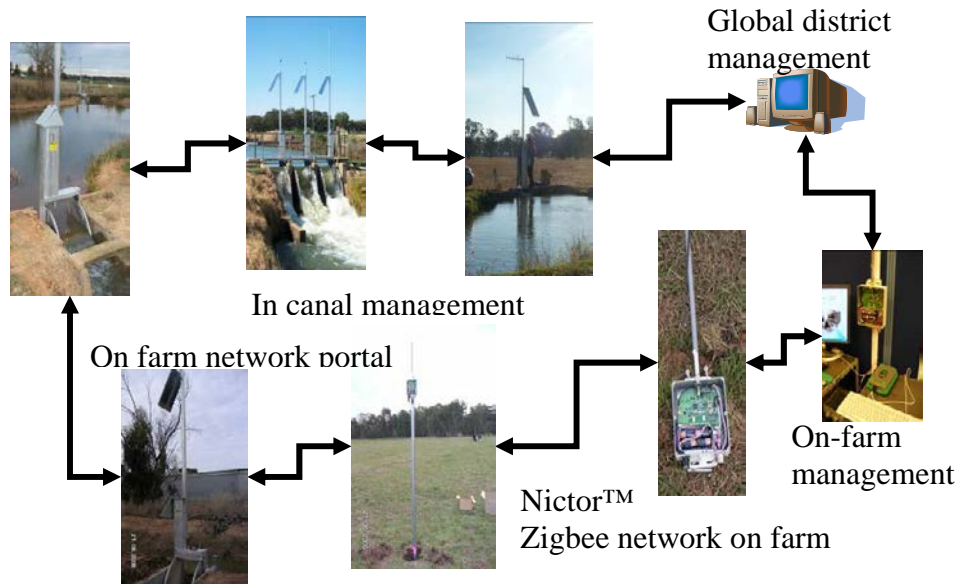 Global district
management
In canal management
On farm network portal
On-farm
management
Nictor™
Zigbee network on farm